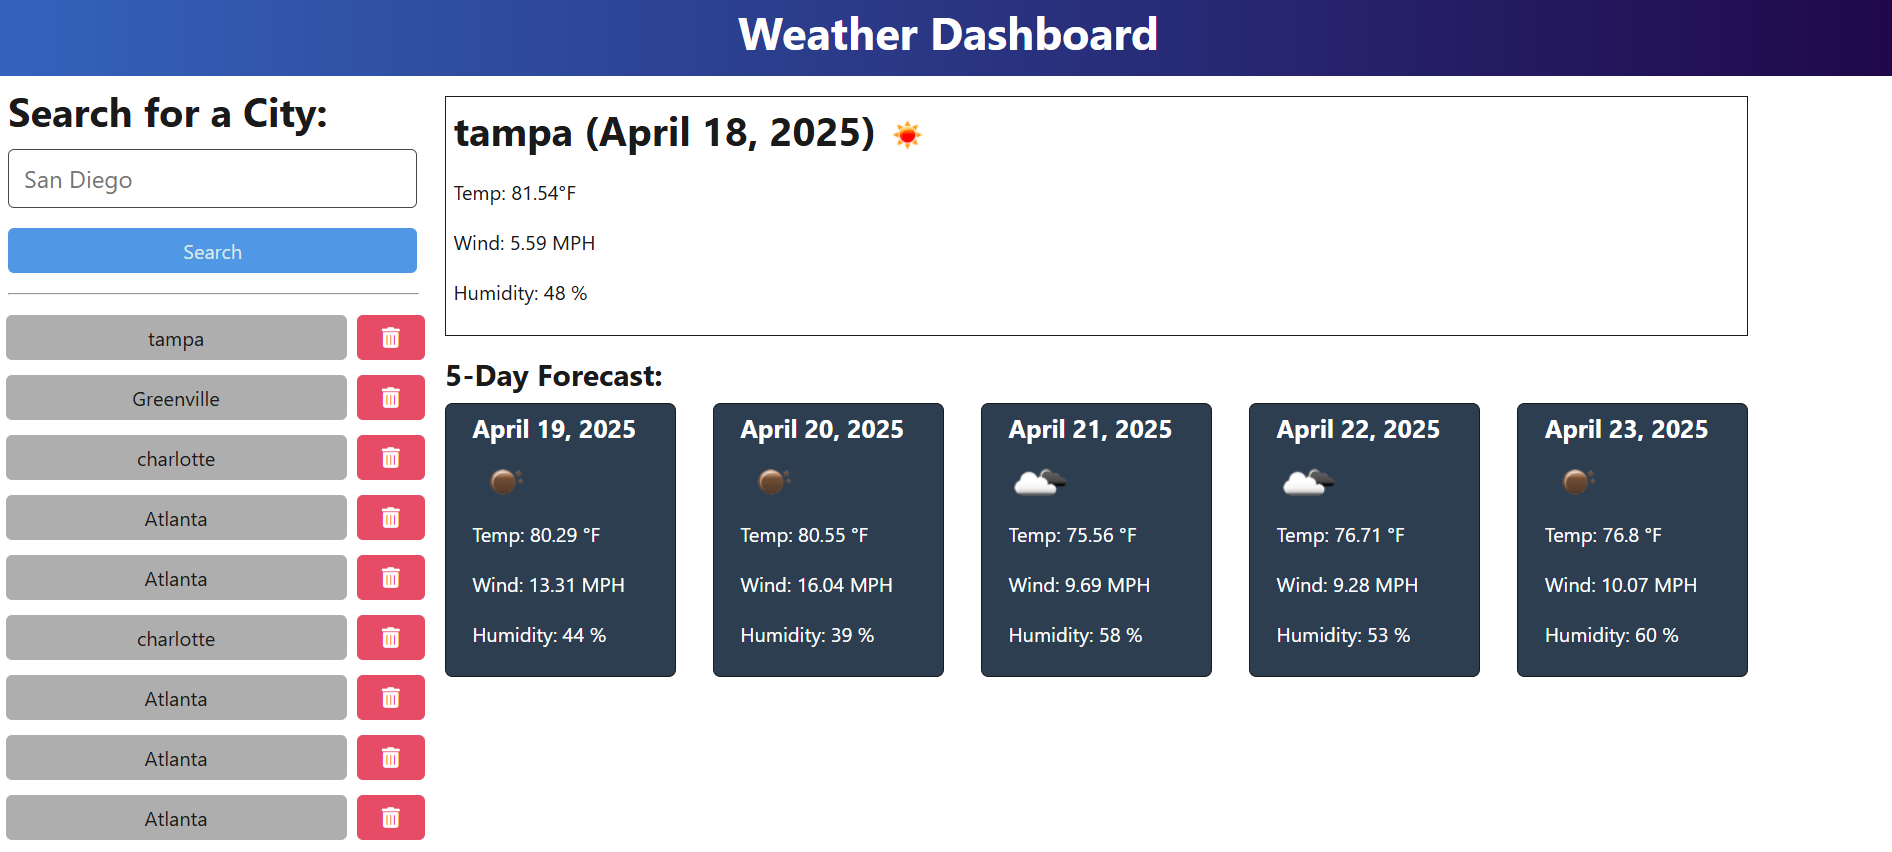 Weather Dashboard
Search for a City:
San Diego
Search
tampa
Greenville
charlotte
Atlanta
Atlanta
charlotte
Atlanta
Atlanta
Atlanta
tampa (April 18, 2025)
Temp: 81.54°F
Wind: 5.59 MPH
Humidity: 48 %
5-Day Forecast:
April 19, 2025
Temp: 80.29 °F
Wind: 13.31 MPH
Humidity: 44 %
April 20, 2025
Temp: 80.55 °F
Wind: 16.04 MPH
Humidity: 39 %
April 21, 2025
Temp: 75.56 °F
Wind: 9.69 MPH
Humidity: 58 %
April 22, 2025
Temp: 76.71 °F
Wind: 9.28 MPH
Humidity: 53 %
April 23, 2025
Temp: 76.8 °F
Wind: 10.07 MPH
Humidity: 60 %